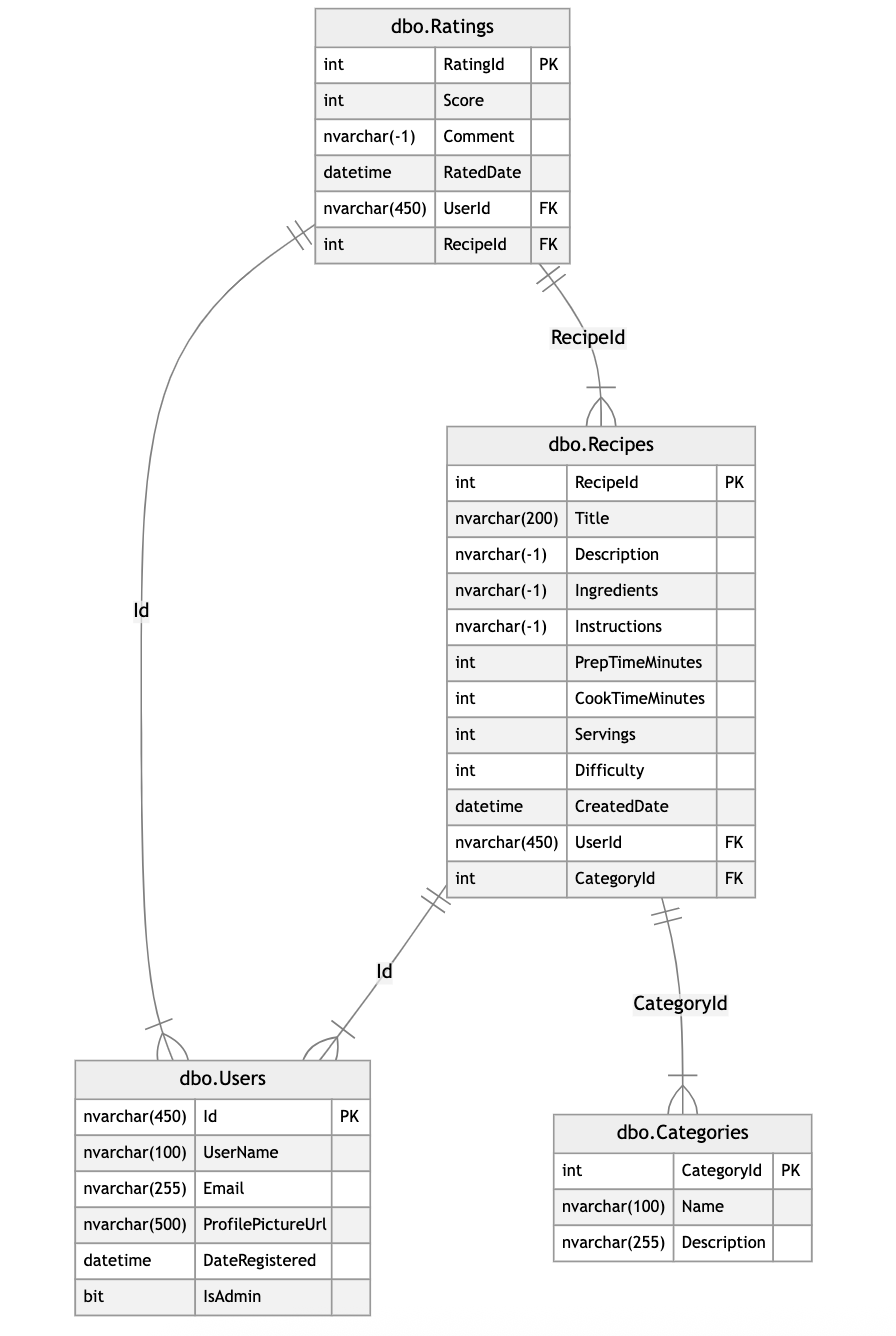 dbo.Ratings
int RatingId PK
int Score
nvarchar(-1) Comment
datetime RatedDate
nvarchar(450) UserId FK
int RecipeId FK
RecipeId
dbo.Recipes
int RecipeId PK
nvarchar(200) Title
nvarchar(-1) Description
nvarchar(-1) Ingredients
nvarchar(-1) Instructions
int PrepTimeMinutes
int CookTimeMinutes
int Servings
int Difficulty
datetime CreatedDate
nvarchar(450) UserId FK
int CategoryId FK
Id
Id
CategoryId
dbo.Users
nvarchar(450) Id PK
nvarchar(100) UserName
nvarchar(255) Email
nvarchar(500) ProfilePictureUrl
datetime DateRegistered
bit IsAdmin
dbo.Categories
int CategoryId PK
nvarchar(100) Name
nvarchar(255) Description